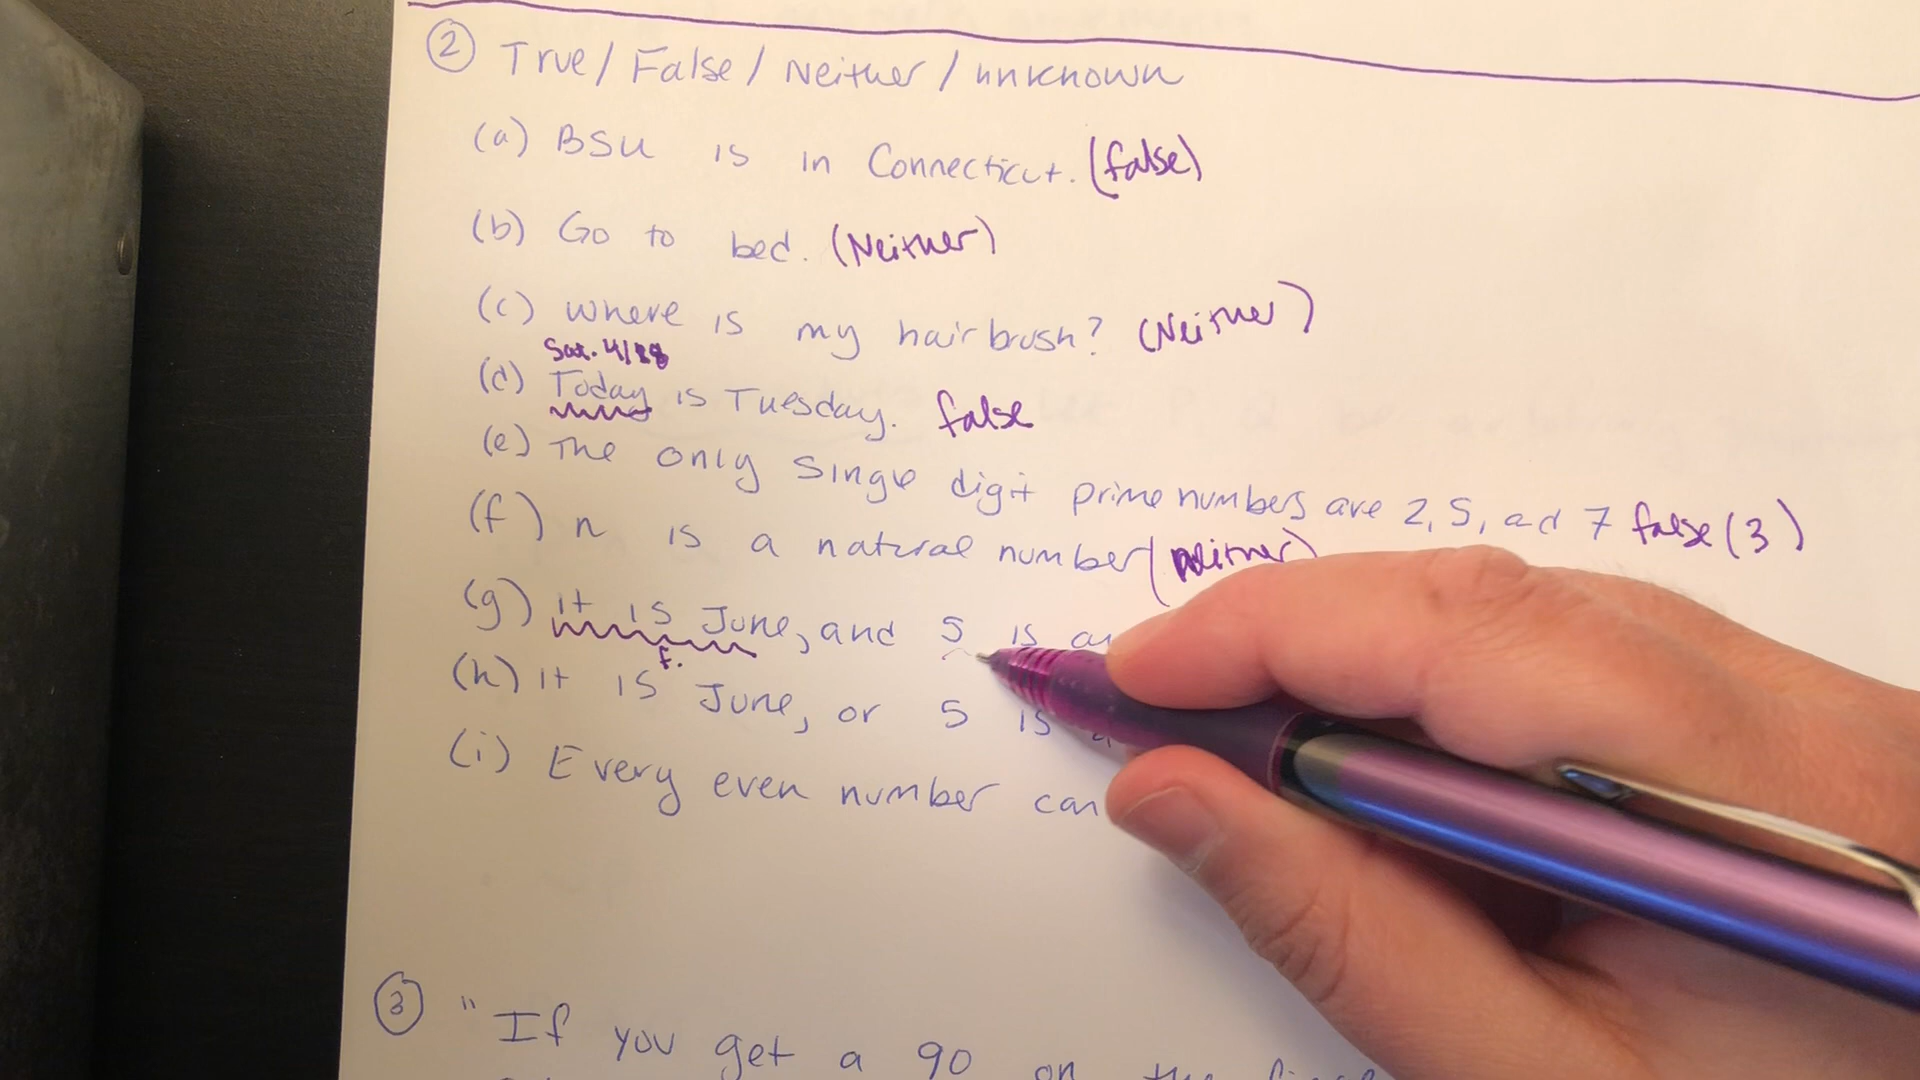 ② True / False / Neither / unknown
(a) BSU is in Connecticut. (false)
(b) Go to bed. (Neither)
(c) Where is my hairbrush? (Neither)
Sat. 4/28
(d) Today is Tuesday. false
(e) The only single digit prime numbers are 2, 5, ad 7 false (3)
(f) n is a natural number (neither)
(g) it is June, and 5 is
f.
(h) it is June, or 5 is
(i) Every even number can
③ "If you get a 90 on the